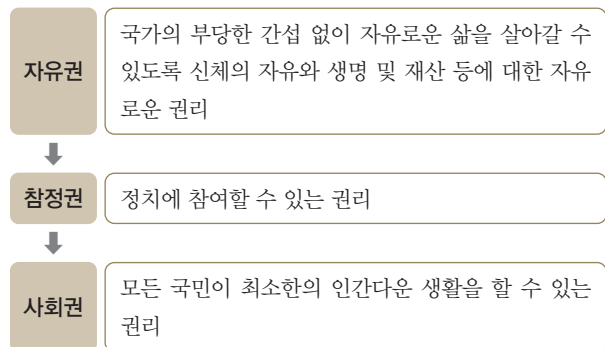 자유권
국가의 부당한 간섭 없이 자유로운 삶을 살아갈 수
있도록 신체의 자유와 생명 및 재산 등에 대한 자유
로운 권리
참정권
정치에 참여할 수 있는 권리
사회권
모든 국민이 최소한의 인간다운 생활을 할 수 있는
권리